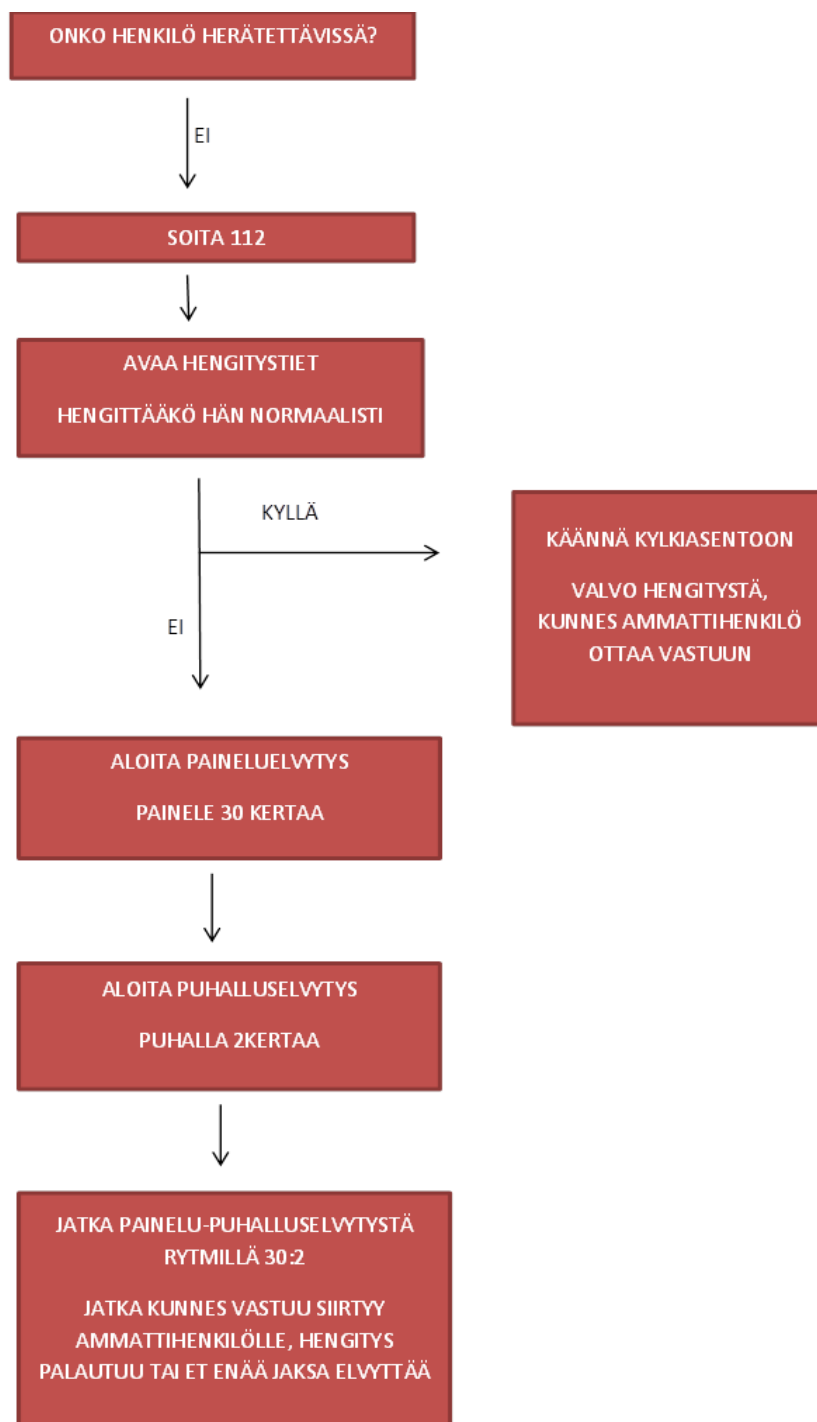 ONKO HENKILÖ HERÄTETTÄVISSÄ?
EI
SOITA 112
AVAA HENGITYSTIET
HENGITTÄÄKÖ HÄN NORMAALISTI
KYLLÄ
KÄÄNNÄ KYLKIASENTOON
VALVO HENGITYSTÄ,
KUNNES AMMATTIHENKILÖ
OTTAA VASTUUN
EI
ALOITA PAINELUELVYTYS
PAINELE 30 KERTAA
ALOITA PUHALLUSELVYTYS
PUHALLA 2KERTAA
JATKA PAINELU-PUHALLUSELVYTYSTÄ
RYTMILLÄ 30:2
JATKA KUNNES VASTUU SIIRTYY
AMMATTIHENKILÖLLE, HENGITYS
PALAUTUU TAI ET ENÄÄ JAKSA ELVYTTÄÄ